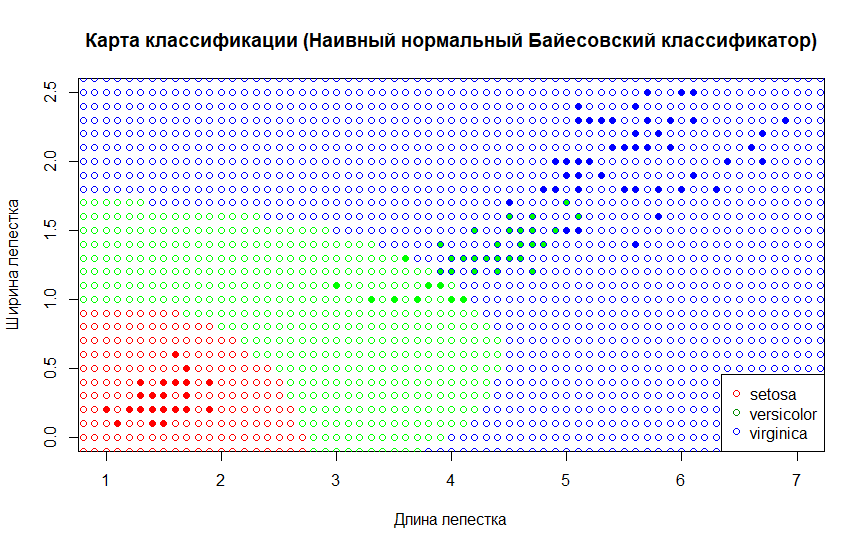 Карта классификации (Наивный нормальный Байесовский классификатор)
Ширина лепестка
2.5
2.0
1.5
1.0
0.5
0.0
setosa
versicolor
virginica
1 2 3 4 5 6 7
Длина лепестка